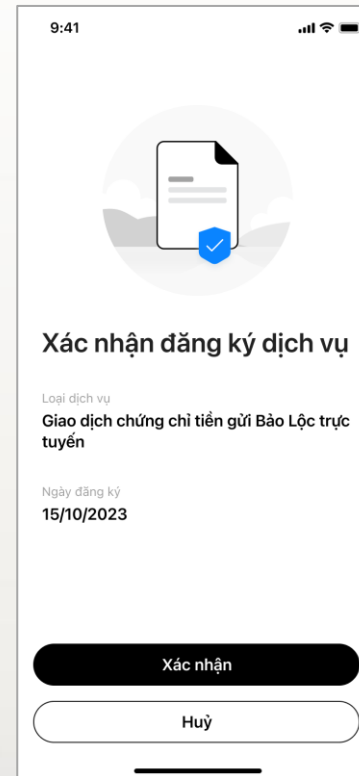 9:41
Xác nhận đăng ký dịch vụ
Loại dịch vụ
Giao dịch chứng chỉ tiền gửi Bảo Lộc trực
tuyến
Ngày đăng ký
15/10/2023
Xác nhận
Huỷ